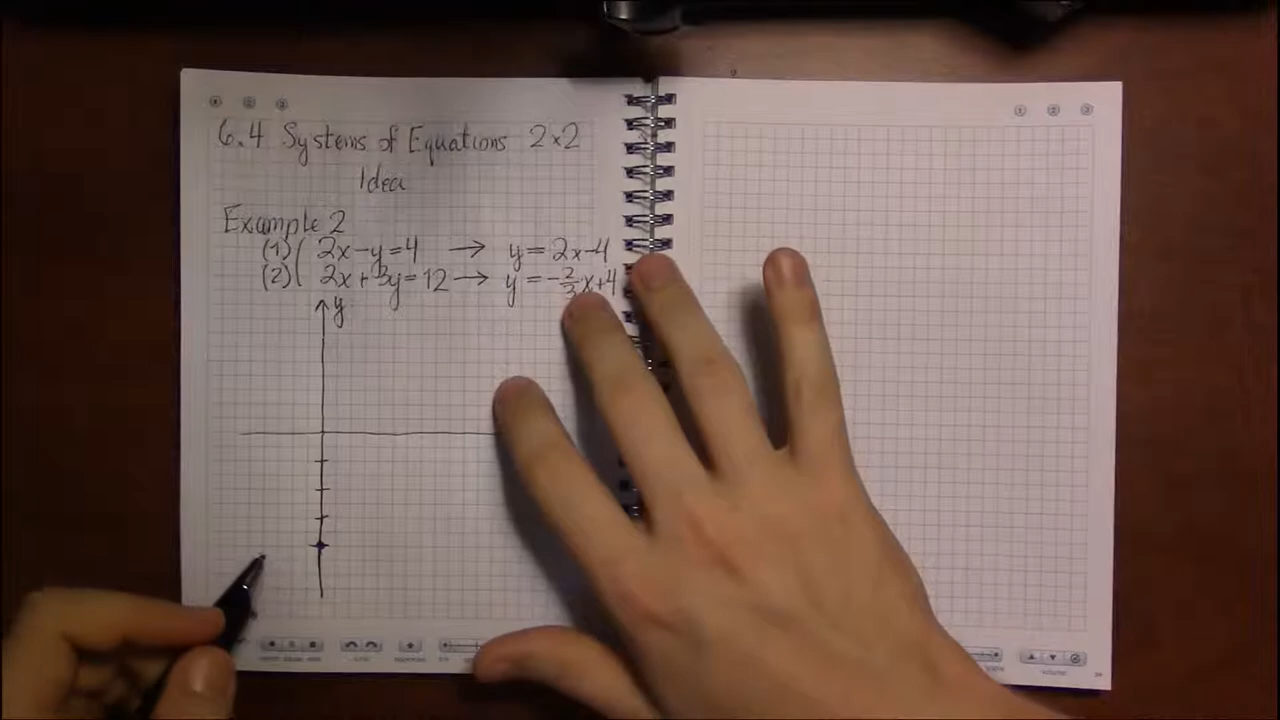 6.4 Systems of Equations 2×2
Idea
Example 2
(1) ( 2x-y=4 → y=2x-4
(2) ( 2x+3y=12 → y=-2/3x+4
y